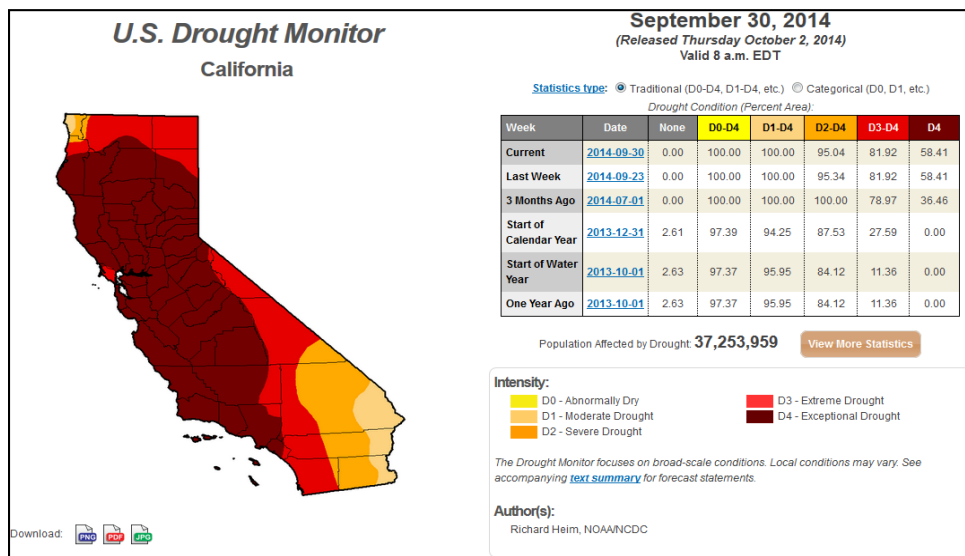 U.S. Drought Monitor
California
September 30, 2014
(Released Thursday October 2, 2014)
Valid 8 a.m. EDT
Statistics type: Traditional (D0-D4, D1-D4, etc.) Categorical (D0, D1, etc.)
Drought Condition (Percent Area):
Week Date None D0-D4 D1-D4 D2-D4 D3-D4 D4
Current 2014-09-30 0.00 100.00 100.00 95.04 81.92 58.41
Last Week 2014-09-23 0.00 100.00 100.00 95.34 81.92 58.41
3 Months Ago 2014-07-01 0.00 100.00 100.00 100.00 78.97 36.46
Start of
Calendar Year 2013-12-31 2.61 97.39 94.25 87.53 27.59 0.00
Start of Water
Year 2013-10-01 2.63 97.37 95.95 84.12 11.36 0.00
One Year Ago 2013-10-01 2.63 97.37 95.95 84.12 11.36 0.00
Population Affected by Drought: 37,253,959 View More Statistics
Intensity:
D0 - Abnormally Dry D3 - Extreme Drought
D1 - Moderate Drought D4 - Exceptional Drought
D2 - Severe Drought
The Drought Monitor focuses on broad-scale conditions. Local conditions may vary. See
accompanying text summary for forecast statements.
Author(s):
Richard Heim, NOAA/NCDC
Download: PNG PDF JPG